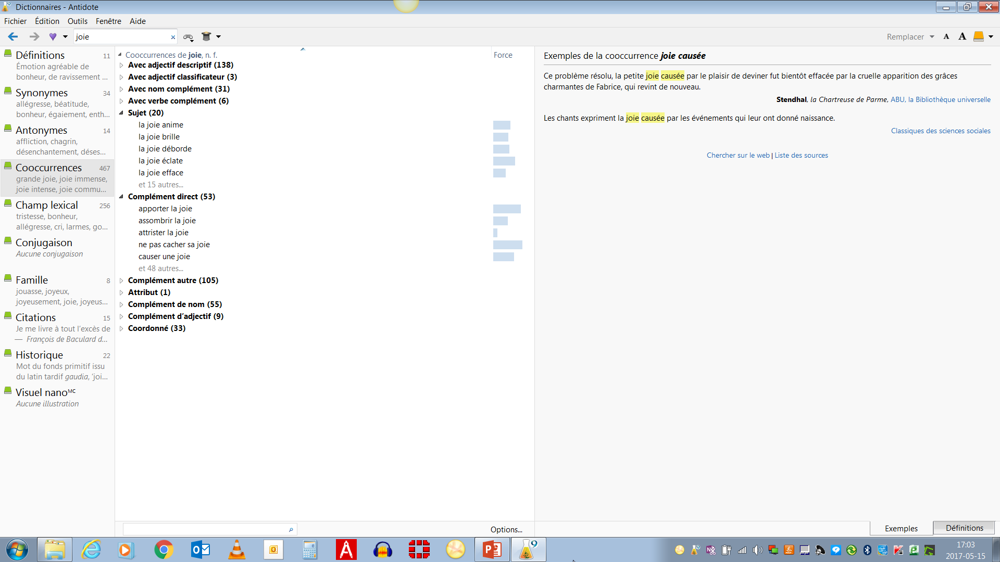 Dictionnaires - Antidote
Fichier Édition Outils Fenêtre Aide
joie
Remplacer A A
Définitions 11
Émotion agréable de
bonheur, de ravissement ...
Synonymes 34
allégresse, béatitude,
bonheur, égaiement, enth...
Antonymes 14
affliction, chagrin,
désenchantement, déses...
Cooccurrences 467
grande joie, joie immense,
joie intense, joie commu...
Champ lexical 256
tristesse, bonheur,
allégresse, cri, larmes, go...
Conjugaison
Aucune conjugaison
Famille 8
jouasse, joyeux,
joyeusement, joie, joyeus...
Citations 15
Je me livre à tout l’excès de
— François de Baculard d...
Historique 22
Mot du fonds primitif issu
du latin tardif gaudia, ‘joi...
Visuel nanoMC
Aucune illustration
Cooccurrences de joie, n. f. Force
Avec adjectif descriptif (138)
Avec adjectif classificateur (3)
Avec nom complément (31)
Avec verbe complément (6)
Sujet (20)
la joie anime
la joie brille
la joie déborde
la joie éclate
la joie efface
et 15 autres...
Complément direct (53)
apporter la joie
assombrir la joie
attrister la joie
ne pas cacher sa joie
causer une joie
et 48 autres...
Complément autre (105)
Attribut (1)
Complément de nom (55)
Complément d’adjectif (9)
Coordonné (33)
Options...
Exemples de la cooccurrence joie causée
Ce problème résolu, la petite joie causée par le plaisir de deviner fut bientôt effacée par la cruelle apparition des grâces
charmantes de Fabrice, qui revint de nouveau.
Stendhal, la Chartreuse de Parme, ABU, la Bibliothèque universelle
Les chants expriment la joie causée par les événements qui leur ont donné naissance.
Classiques des sciences sociales
Chercher sur le web | Liste des sources
Exemples Définitions
17:03
2017-05-15